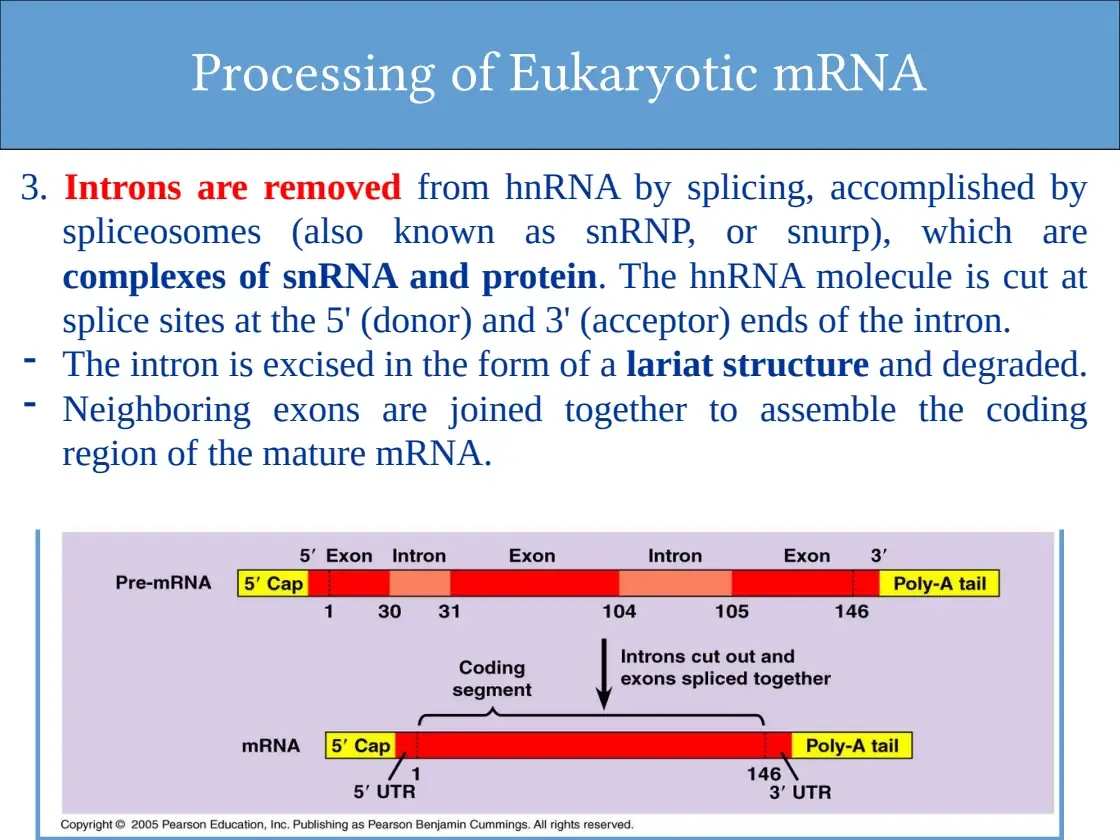 Processing of Eukaryotic mRNA
3. Introns are removed from hnRNA by splicing, accomplished by
spliceosomes (also known as snRNP, or snurp), which are
complexes of snRNA and protein. The hnRNA molecule is cut at
splice sites at the 5' (donor) and 3' (acceptor) ends of the intron.
- The intron is excised in the form of a lariat structure and degraded.
- Neighboring exons are joined together to assemble the coding
region of the mature mRNA.
5′ Exon Intron Exon Intron Exon 3′
Pre-mRNA 5′ Cap Poly-A tail
1 30 31 104 105 146
Introns cut out and
exons spliced together
Coding
segment
mRNA 5′ Cap Poly-A tail
1 146
5′ UTR 3′ UTR
Copyright © 2005 Pearson Education, Inc. Publishing as Pearson Benjamin Cummings. All rights reserved.